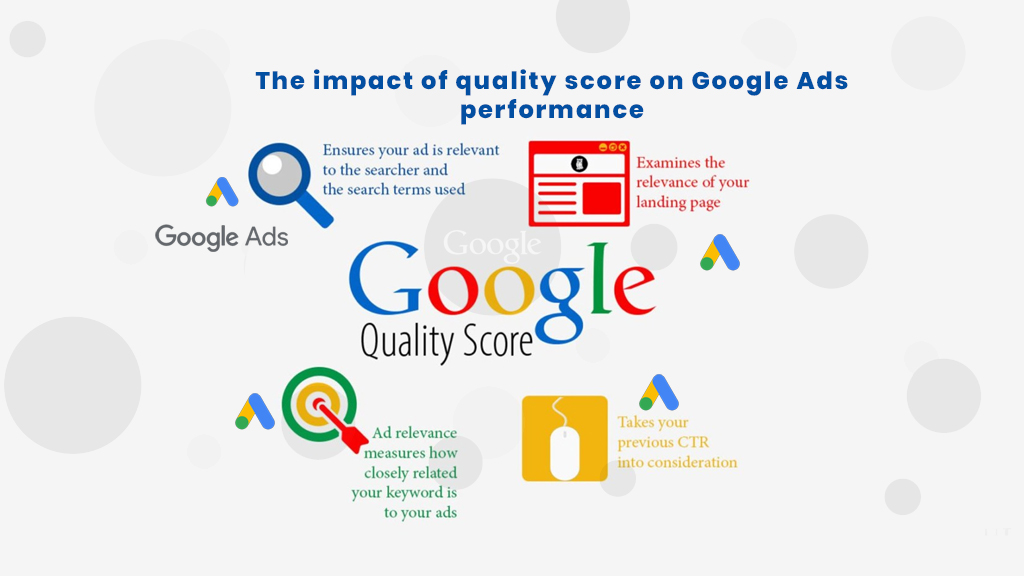 The impact of quality score on Google Ads
performance
Ensures your ad is relevant
to the searcher and
the search terms used
Examines the
relevance of your
landing page
Google Ads
Google
Google
Quality Score
Ad relevance
measures how
closely related
your keyword is
to your ads
Takes your
previous CTR
into consideration